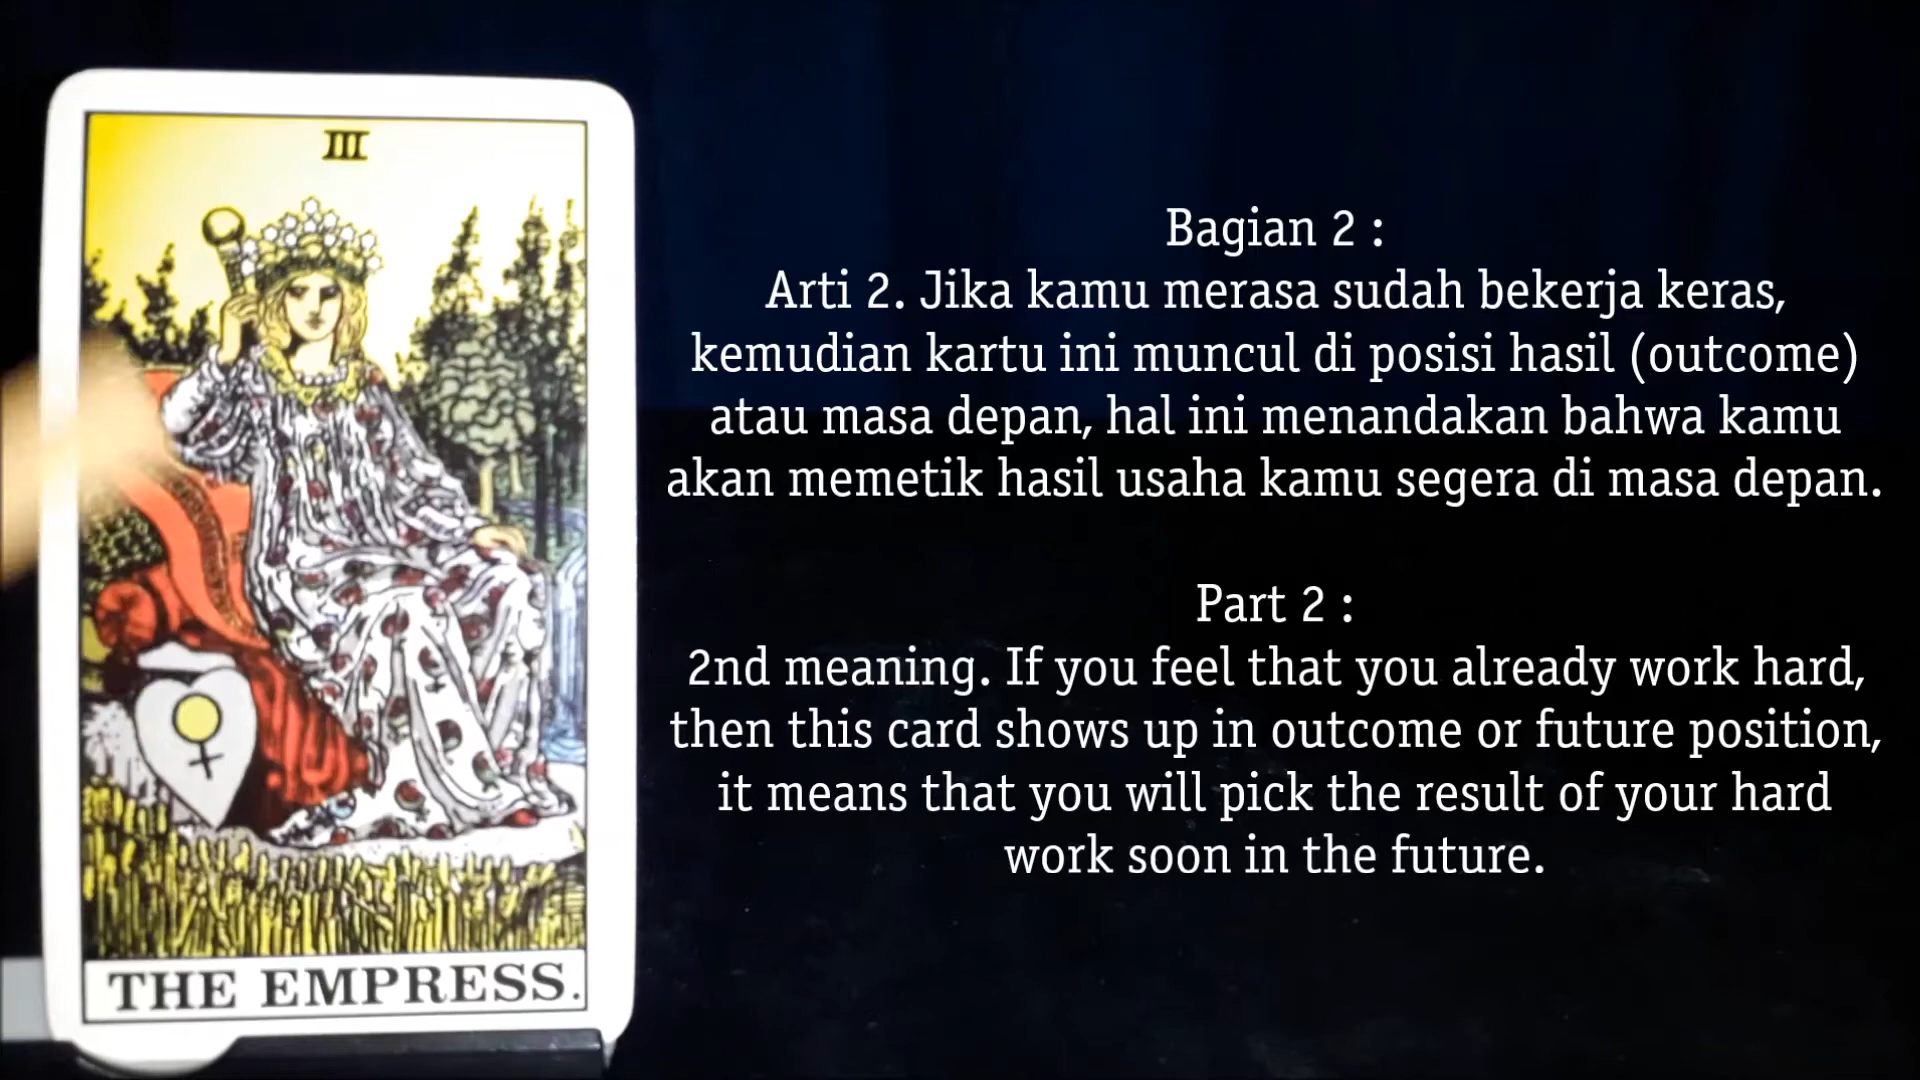 III
THE EMPRESS.
Bagian 2 :
Arti 2. Jika kamu merasa sudah bekerja keras,
kemudian kartu ini muncul di posisi hasil (outcome)
atau masa depan, hal ini menandakan bahwa kamu
akan memetik hasil usaha kamu segera di masa depan.
Part 2 :
2nd meaning. If you feel that you already work hard,
then this card shows up in outcome or future position,
it means that you will pick the result of your hard
work soon in the future.